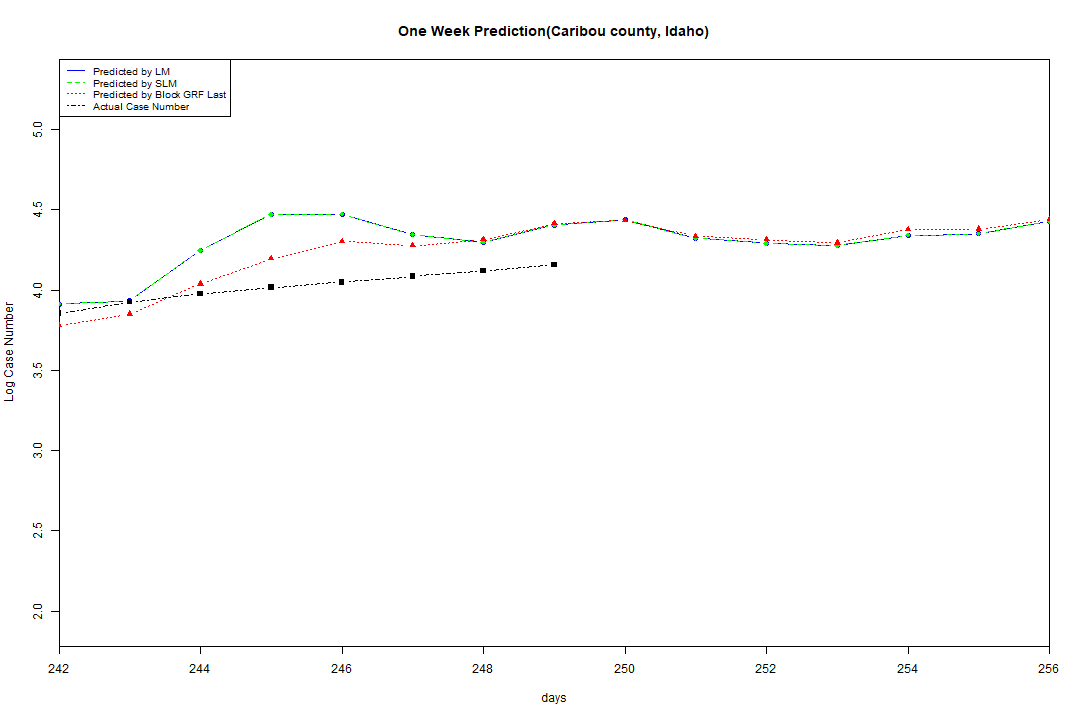 One Week Prediction(Caribou county, Idaho)
Predicted by LM
Predicted by SLM
Predicted by Block GRF Last
Actual Case Number
5.0
4.5
4.0
3.5
3.0
2.5
2.0
Log Case Number
242 244 246 248 250 252 254 256
days